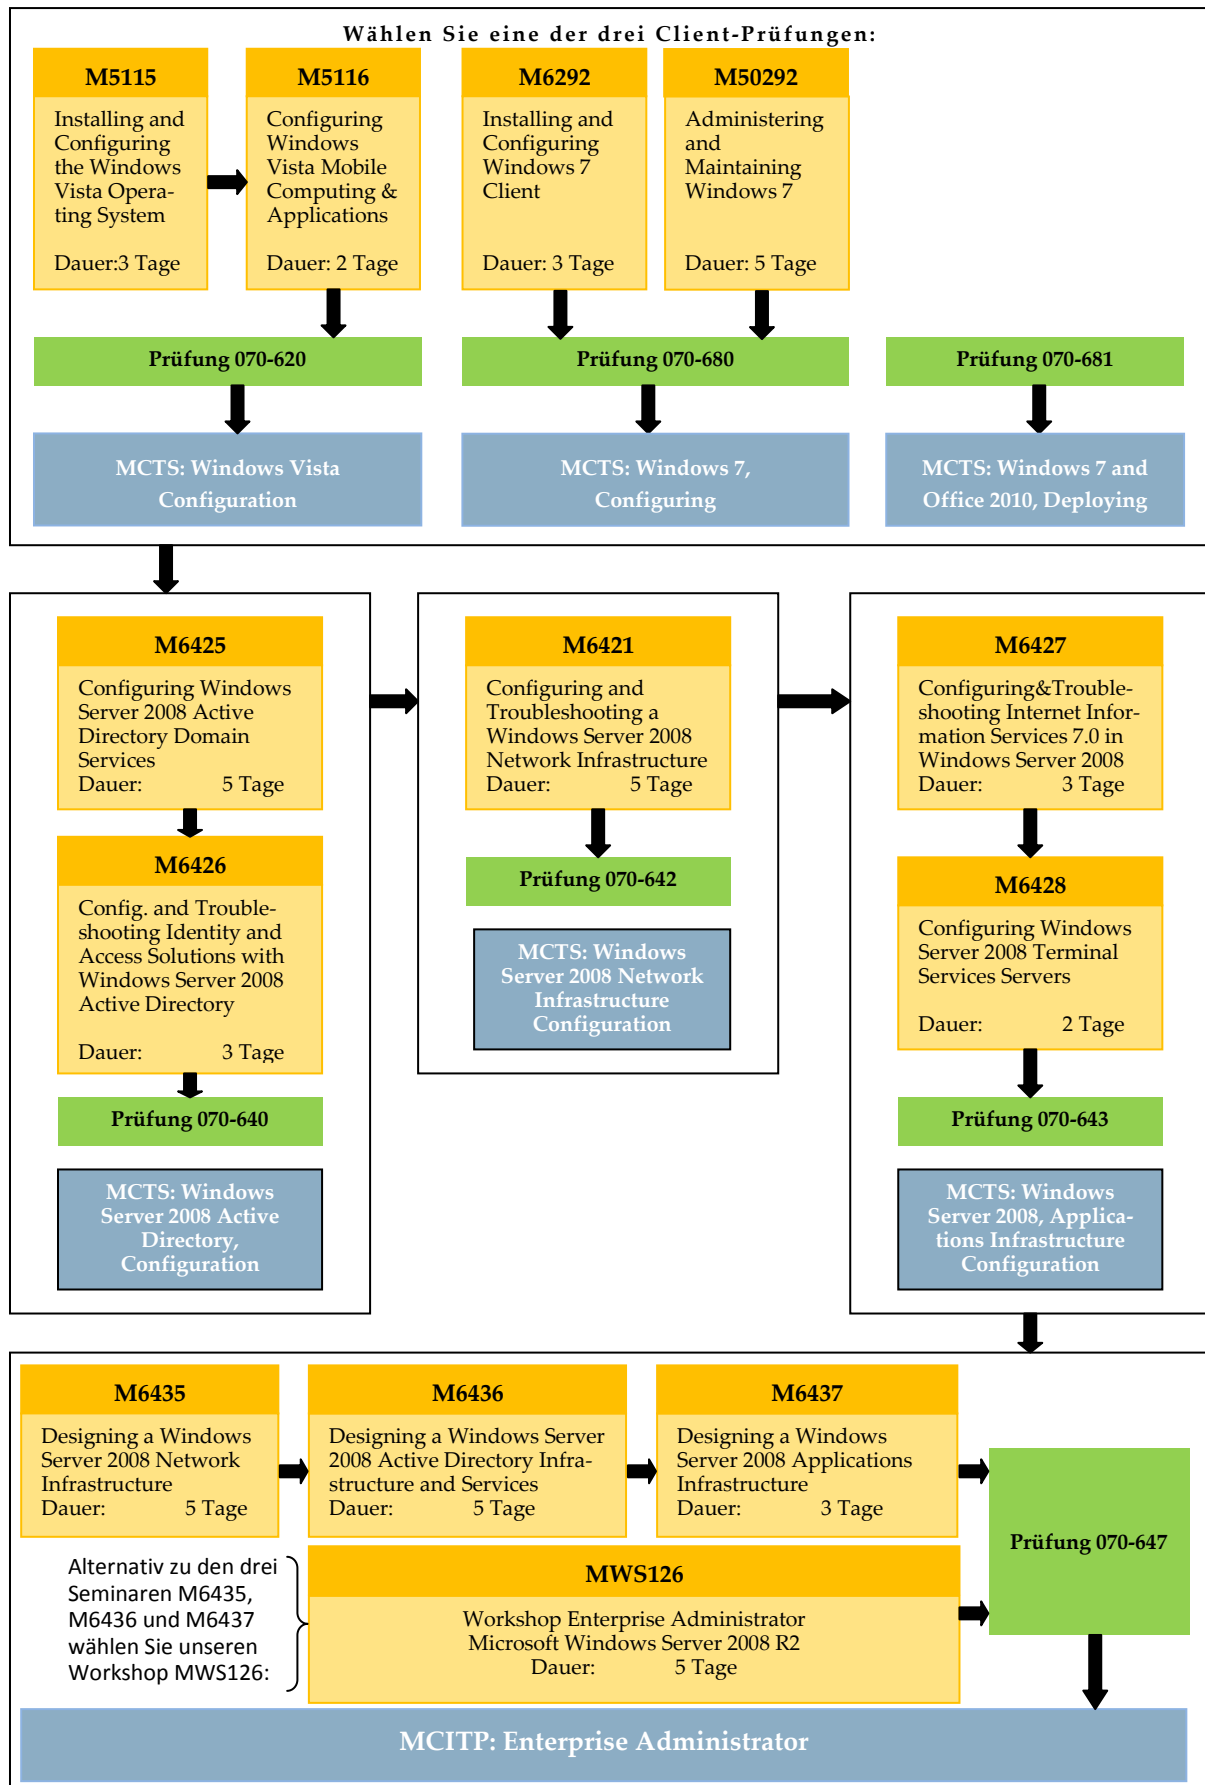 Wählen Sie eine der drei Client-Prüfungen:
M5115
Installing and
Configuring
the Windows
Vista Opera-
ting System
Dauer:3 Tage
M5116
Configuring
Windows
Vista Mobile
Computing &
Applications
Dauer: 2 Tage
M6292
Installing and
Configuring
Windows 7
Client
Dauer: 3 Tage
M50292
Administering
and
Maintaining
Windows 7
Dauer: 5 Tage
Prüfung 070-620
Prüfung 070-680
Prüfung 070-681
MCTS: Windows Vista
Configuration
MCTS: Windows 7,
Configuring
MCTS: Windows 7 and
Office 2010, Deploying
M6425
Configuring Windows
Server 2008 Active
Directory Domain
Services
Dauer: 5 Tage
M6426
Config. and Trouble-
shooting Identity and
Access Solutions with
Windows Server 2008
Active Directory
Dauer: 3 Tage
Prüfung 070-640
MCTS: Windows
Server 2008 Active
Directory,
Configuration
M6421
Configuring and
Troubleshooting a
Windows Server 2008
Network Infrastructure
Dauer: 5 Tage
Prüfung 070-642
MCTS: Windows
Server 2008 Network
Infrastructure
Configuration
M6427
Configuring&Trouble-
shooting Internet Infor-
mation Services 7.0 in
Windows Server 2008
Dauer: 3 Tage
M6428
Configuring Windows
Server 2008 Terminal
Services Servers
Dauer: 2 Tage
Prüfung 070-643
MCTS: Windows
Server 2008, Applica-
tions Infrastructure
Configuration
M6435
Designing a Windows
Server 2008 Network
Infrastructure
Dauer: 5 Tage
M6436
Designing a Windows Server
2008 Active Directory Infra-
structure and Services
Dauer: 5 Tage
M6437
Designing a Windows
Server 2008 Applications
Infrastructure
Dauer: 3 Tage
Prüfung 070-647
Alternativ zu den drei
Seminaren M6435,
M6436 und M6437
wählen Sie unseren
Workshop MWS126:
MWS126
Workshop Enterprise Administrator
Microsoft Windows Server 2008 R2
Dauer: 5 Tage
MCITP: Enterprise Administrator